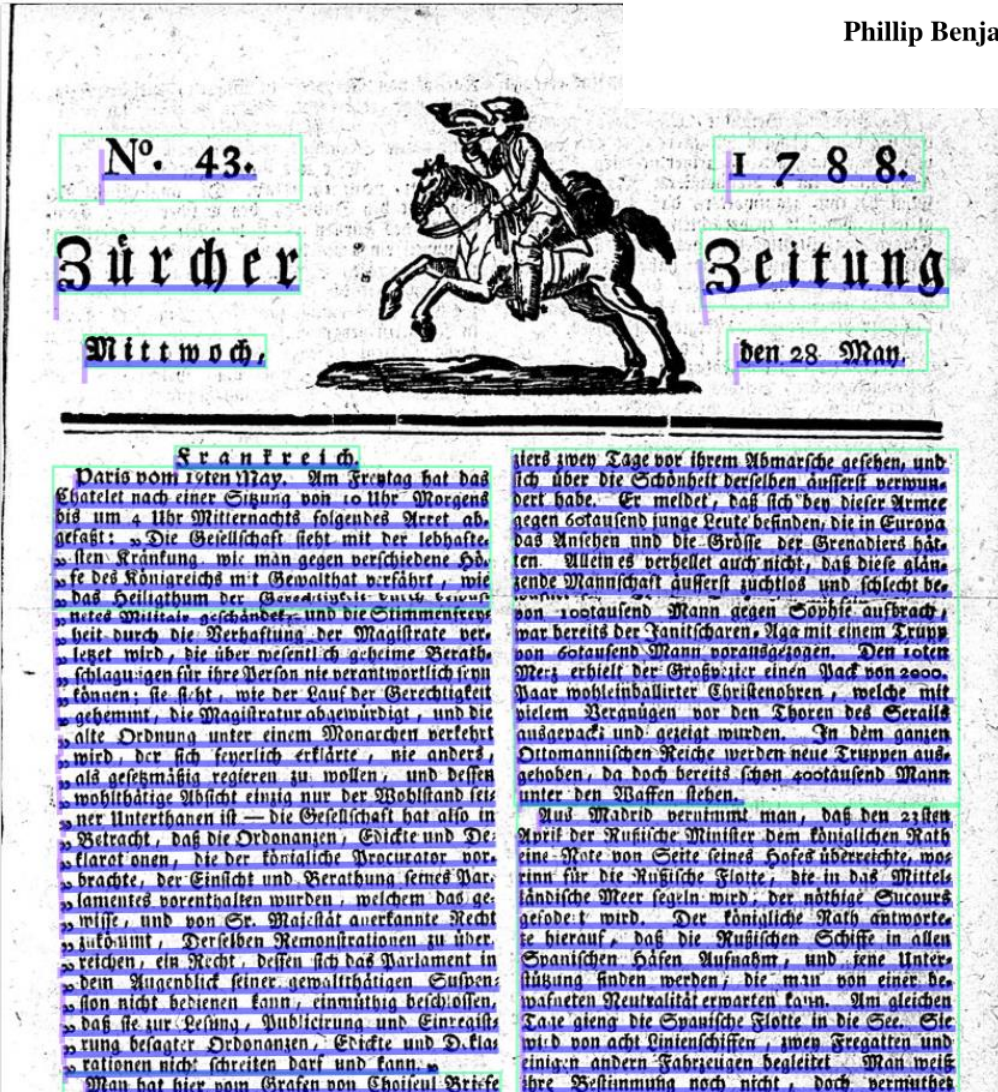 Phillip Benja
Nº. 43.
1788.
Zürcher
Zeitung
Mittwoch,
den 28 May.
Frankreich.
Paris vom 19ten May. Am Freytag hat das
Chatelet nach einer Sitzung von 10 Uhr Morgens
bis um 4 Uhr Mitternachts folgendes Arret ab-
gefaßt: „Die Gesellschaft sieht mit der lebhafte-
„sten Kränkung, wie man gegen verschiedene Hö-
„fe des Königreichs mit Gewalthat verfährt, wie
„das Heiligthum der Gerechtigkeit durch bewaf-
„netes Militair geschändet, und die Stimmenfrey-
„heit durch die Verhaftung der Magistrate ver-
„letzet wird, die über wesentlich geheime Berath-
„schlagungen für ihre Person nie verantwortlich seyn
„können; sie sieht, wie der Lauf der Gerechtigkeit
„gehemmt, die Magistratur abgewürdigt, und die
„alte Ordnung unter einem Monarchen verkehrt
„wird, der sich feyerlich erklärte, nie anders,
„als gesetzmäßig regieren zu wollen, und dessen
„wohlthätige Absicht einzig nur der Wohlstand sei-
„ner Unterthanen ist — die Gesellschaft hat also in
„Betracht, daß die Ordonanzen, Edickte und De-
„klarationen, die der königliche Procurator vor-
„brachte, der Einsicht und Berathung seines Par-
„lamentes vorenthalten wurden, welchem das ge-
„wisse, und von Sr. Majestät anerkannte Recht
„zukömmt, Derselben Remonstrationen zu über-
„reichen, ein Recht, dessen sich das Parlament in
„dem Augenblick seiner gewaltthätigen Suspen-
„sion nicht bedienen kann, einmüthig beschlossen,
„daß sie zur Lesung, Publicirung und Einregist-
„rung besagter Ordonanzen, Edickte und Dekla-
„rationen nicht schreiten darf und kann.„
Man hat hier vom Grafen von Choiseul Briefe
ziers zwey Tage vor ihrem Abmarsche gesehen, und
sich über die Schönheit derselben äusserst verwun-
dert habe. Er meldet, daß sich bey dieser Armee
gegen 60tausend junge Leute befinden, die in Europa
das Ansehen und die Grösse der Grenadiers hät-
ten. Allein es verhellet auch nicht, daß diese glän-
zende Mannschaft äusserst zuchtlos und schlecht be-
von 100tausend Mann gegen Sophie aufbrach,
war bereits der Janitscharen-Aga mit einem Trupp
von 60tausend Mann vorausgezogen. Den 10ten
Merz erhielt der Großvezier einen Pack von 2000.
Paar wohleinballirter Christenohren, welche mit
vielem Vergnügen vor den Thoren des Serails
ausgepackt und gezeigt wurden. In dem ganzen
Ottomannischen Reiche werden neue Truppen aus-
gehoben, da doch bereits schon 400tausend Mann
unter den Waffen stehen.
Aus Madrid vernimmt man, daß den 23sten
April der Rußische Minister dem königlichen Rath
eine Note von Seite seines Hofes überreichte, wo-
rinn für die Rußische Flotte, die in das Mittel-
ländische Meer segeln wird, der nöthige Sucours
gefodert wird. Der königliche Rath antworte-
te hierauf, daß die Rußischen Schiffe in allen
Spanischen Häfen Aufnahm, und jene Unter-
stützung finden werden, die man von einer be-
wafneten Neutralität erwarten kann. Am gleichen
Tage gieng die Spanische Flotte in die See. Sie
wird von acht Linienschiffen, zwey Fregatten und
einigen andern Fahrzeugen begleitet. Man weiß
ihre Bestimmung noch nicht, doch vermuthet